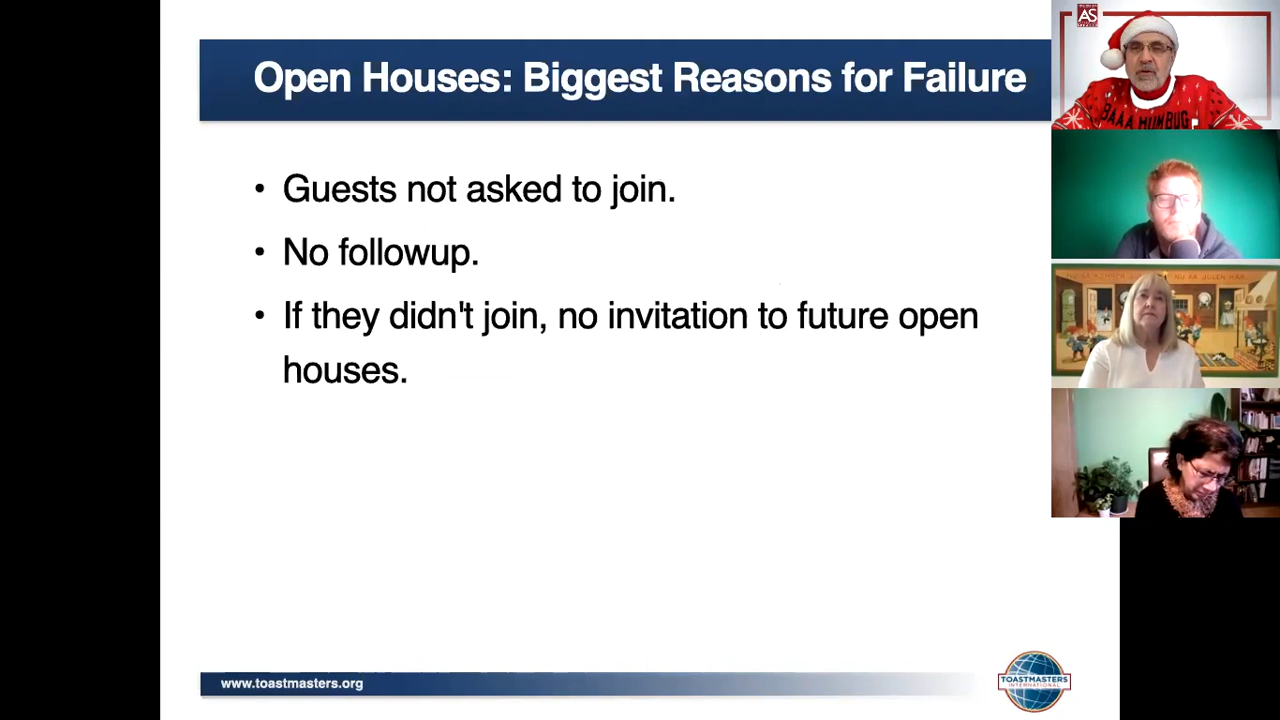 Open Houses: Biggest Reasons for Failure
• Guests not asked to join.
• No followup.
• If they didn't join, no invitation to future open
houses.
www.toastmasters.org
TOASTMASTERS
INTERNATIONAL
AS
BAAA HUMBUG